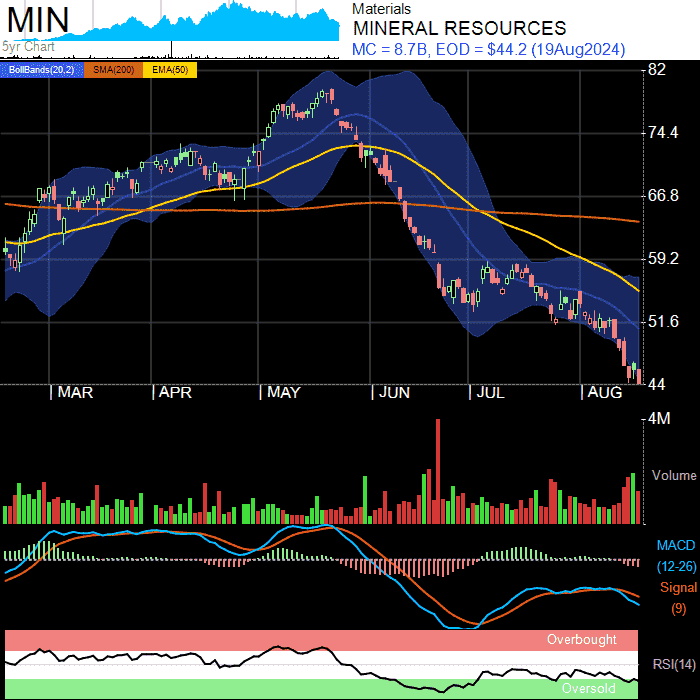 MIN
5yr Chart
Materials
MINERAL RESOURCES
MC = 8.7B, EOD = $44.2 (19Aug2024)
BollBands(20,2) SMA(200) EMA(50)
82
74.4
66.8
59.2
51.6
44
MAR APR MAY JUN JUL AUG
4M
Volume
MACD
(12-26)
Signal
(9)
Overbought
RSI(14)
Oversold